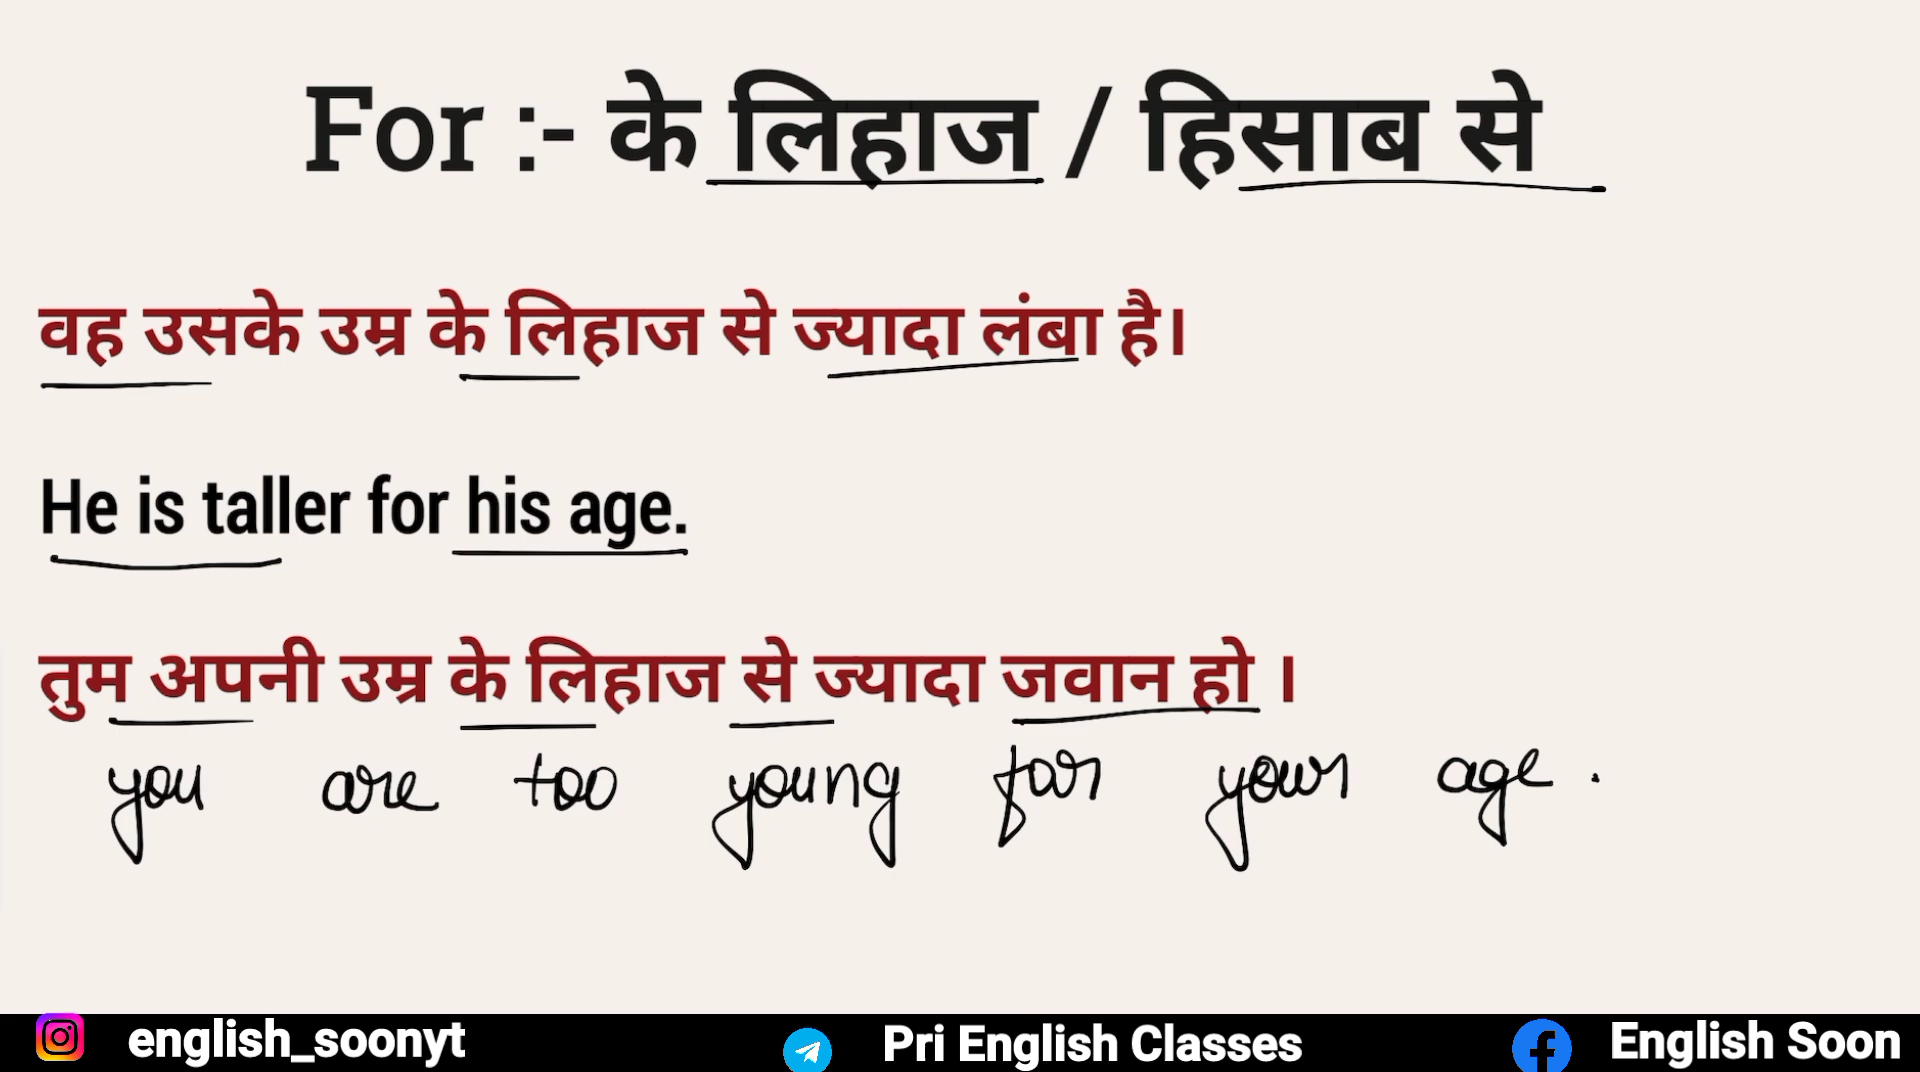 For :- के लिहाज / हिसाब से
वह उसके उम्र के लिहाज से ज्यादा लंबा है।
He is taller for his age.
तुम अपनी उम्र के लिहाज से ज्यादा जवान हो ।
you are too young for your age .
english_soonyt Pri English Classes English Soon